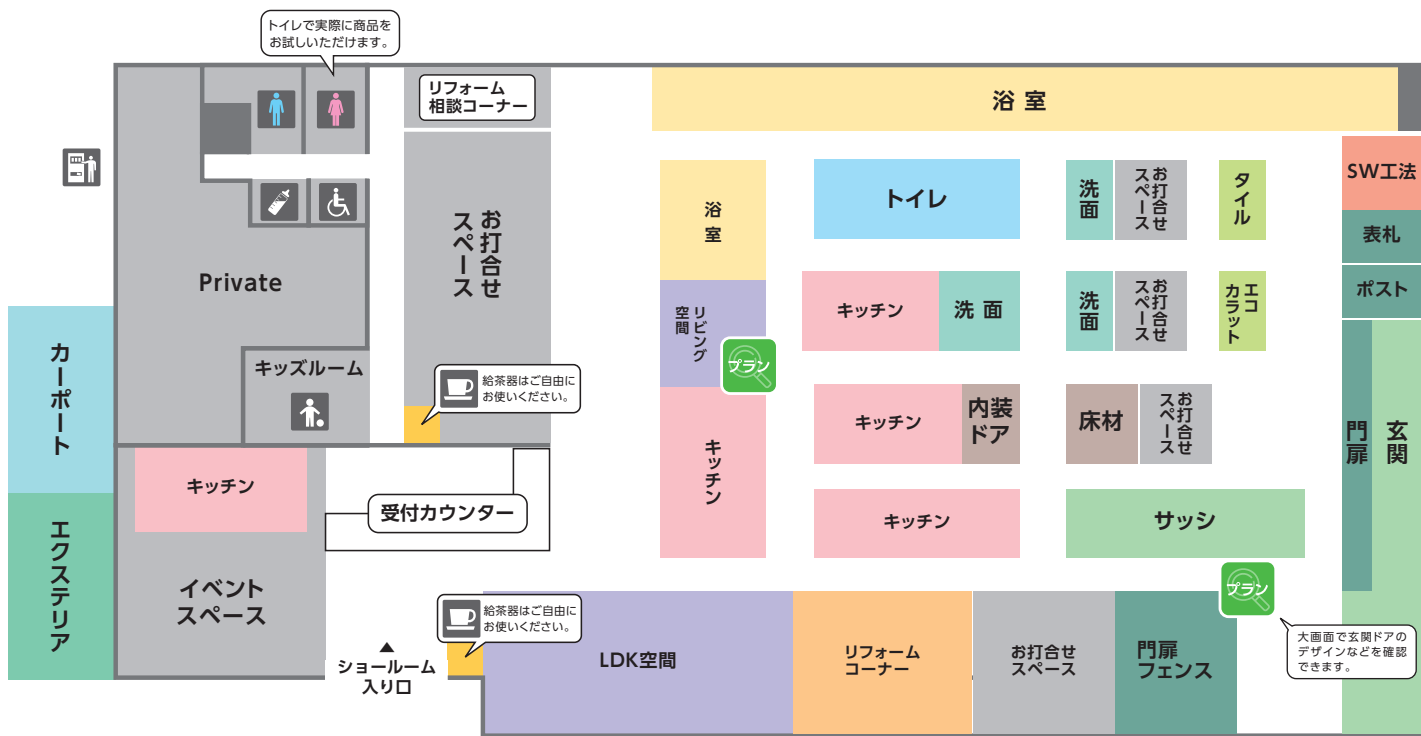 トイレで実際に商品を
お試しいただけます。
リフォーム
相談コーナー
浴室
お打合せ
スペース
Private
キッズルーム
給茶器はご自由に
お使いください。
カーポート
エクステリア
キッチン
受付カウンター
イベント
スペース
▲
ショールーム
入り口
給茶器はご自由に
お使いください。
浴室
リビング
空間
プラン
キッチン
トイレ
キッチン
洗面
キッチン
内装
ドア
キッチン
洗面
お打合せ
スペース
タイル
洗面
お打合せ
スペース
エコ
カラット
床材
お打合せ
スペース
サッシ
SW工法
表札
ポスト
門扉
玄関
プラン
大画面で玄関ドアの
デザインなどを確認
できます。
LDK空間
リフォーム
コーナー
お打合せ
スペース
門扉
フェンス